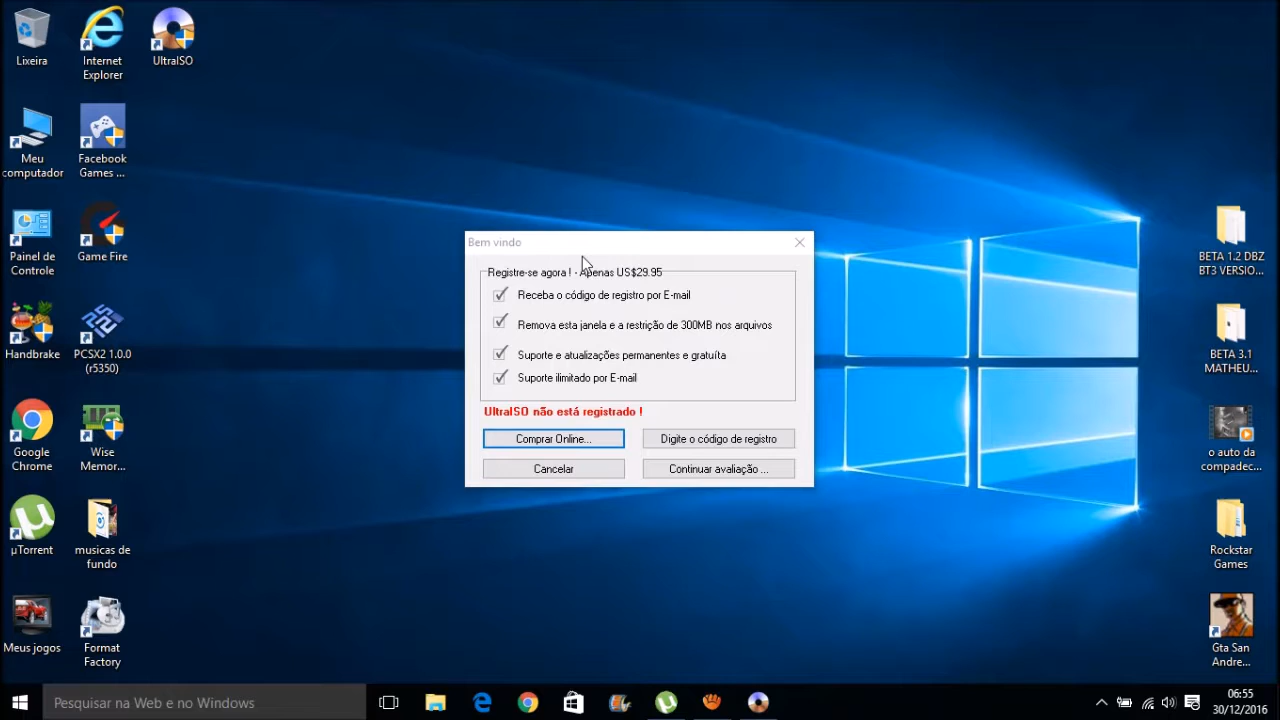 Lixeira
Internet
Explorer
UltraISO
Meu
computador
Facebook
Games ...
Painel de
Controle
Game Fire
Handbrake
PCSX2 1.0.0
(r5350)
Google
Chrome
Wise
Memor...
µTorrent
musicas de
fundo
Meus jogos
Format
Factory
Bem vindo
Registre-se agora ! - Apenas US$29.95
Receba o código de registro por E-mail
Remova esta janela e a restrição de 300MB nos arquivos
Suporte e atualizações permanentes e gratuíta
Suporte ilimitado por E-mail
UltraISO não está registrado !
Comprar Online...
Digite o código de registro
Cancelar
Continuar avaliação ...
BETA 1.2 DBZ
BT3 VERSIO...
BETA 3.1
MATHEU...
o auto da
compadec...
Rockstar
Games
Gta San
Andre...
Pesquisar na Web e no Windows
06:55
30/12/2016